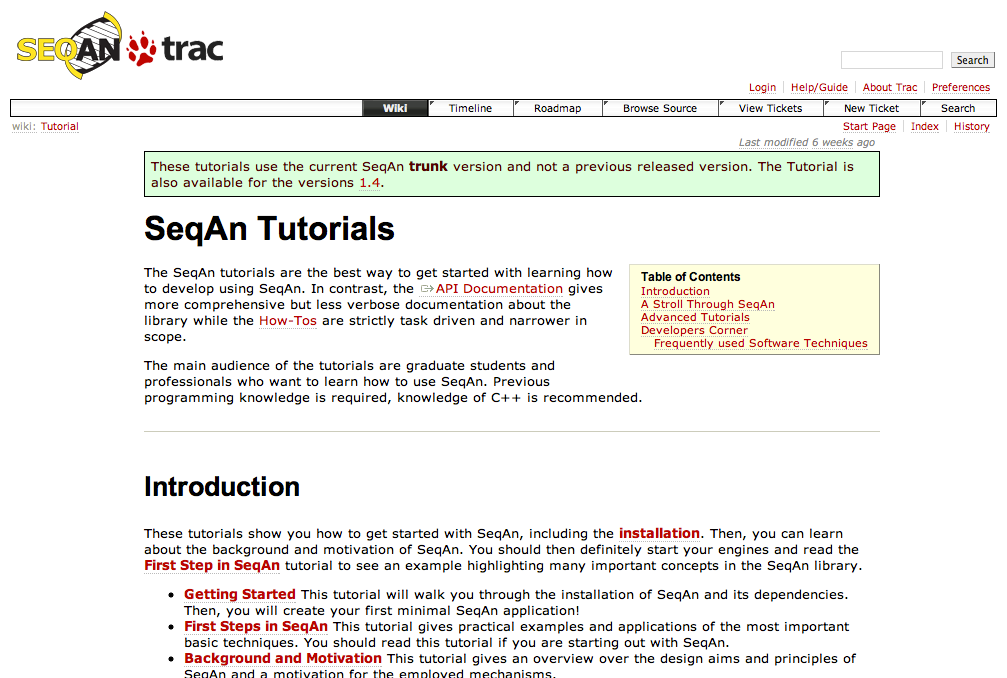 SEQAN trac
Search
Login Help/Guide About Trac Preferences
Wiki Timeline Roadmap Browse Source View Tickets New Ticket Search
wiki: Tutorial Start Page Index History
Last modified 6 weeks ago
These tutorials use the current SeqAn trunk version and not a previous released version. The Tutorial is
also available for the versions 1.4.
SeqAn Tutorials
The SeqAn tutorials are the best way to get started with learning how
to develop using SeqAn. In contrast, the API Documentation gives
more comprehensive but less verbose documentation about the
library while the How-Tos are strictly task driven and narrower in
scope.
Table of Contents
Introduction
A Stroll Through SeqAn
Advanced Tutorials
Developers Corner
Frequently used Software Techniques
The main audience of the tutorials are graduate students and
professionals who want to learn how to use SeqAn. Previous
programming knowledge is required, knowledge of C++ is recommended.
Introduction
These tutorials show you how to get started with SeqAn, including the installation. Then, you can learn
about the background and motivation of SeqAn. You should then definitely start your engines and read the
First Step in SeqAn tutorial to see an example highlighting many important concepts in the SeqAn library.
• Getting Started This tutorial will walk you through the installation of SeqAn and its dependencies.
Then, you will create your first minimal SeqAn application!
• First Steps in SeqAn This tutorial gives practical examples and applications of the most important
basic techniques. You should read this tutorial if you are starting out with SeqAn.
• Background and Motivation This tutorial gives an overview over the design aims and principles of
SeqAn and a motivation for the employed mechanisms.